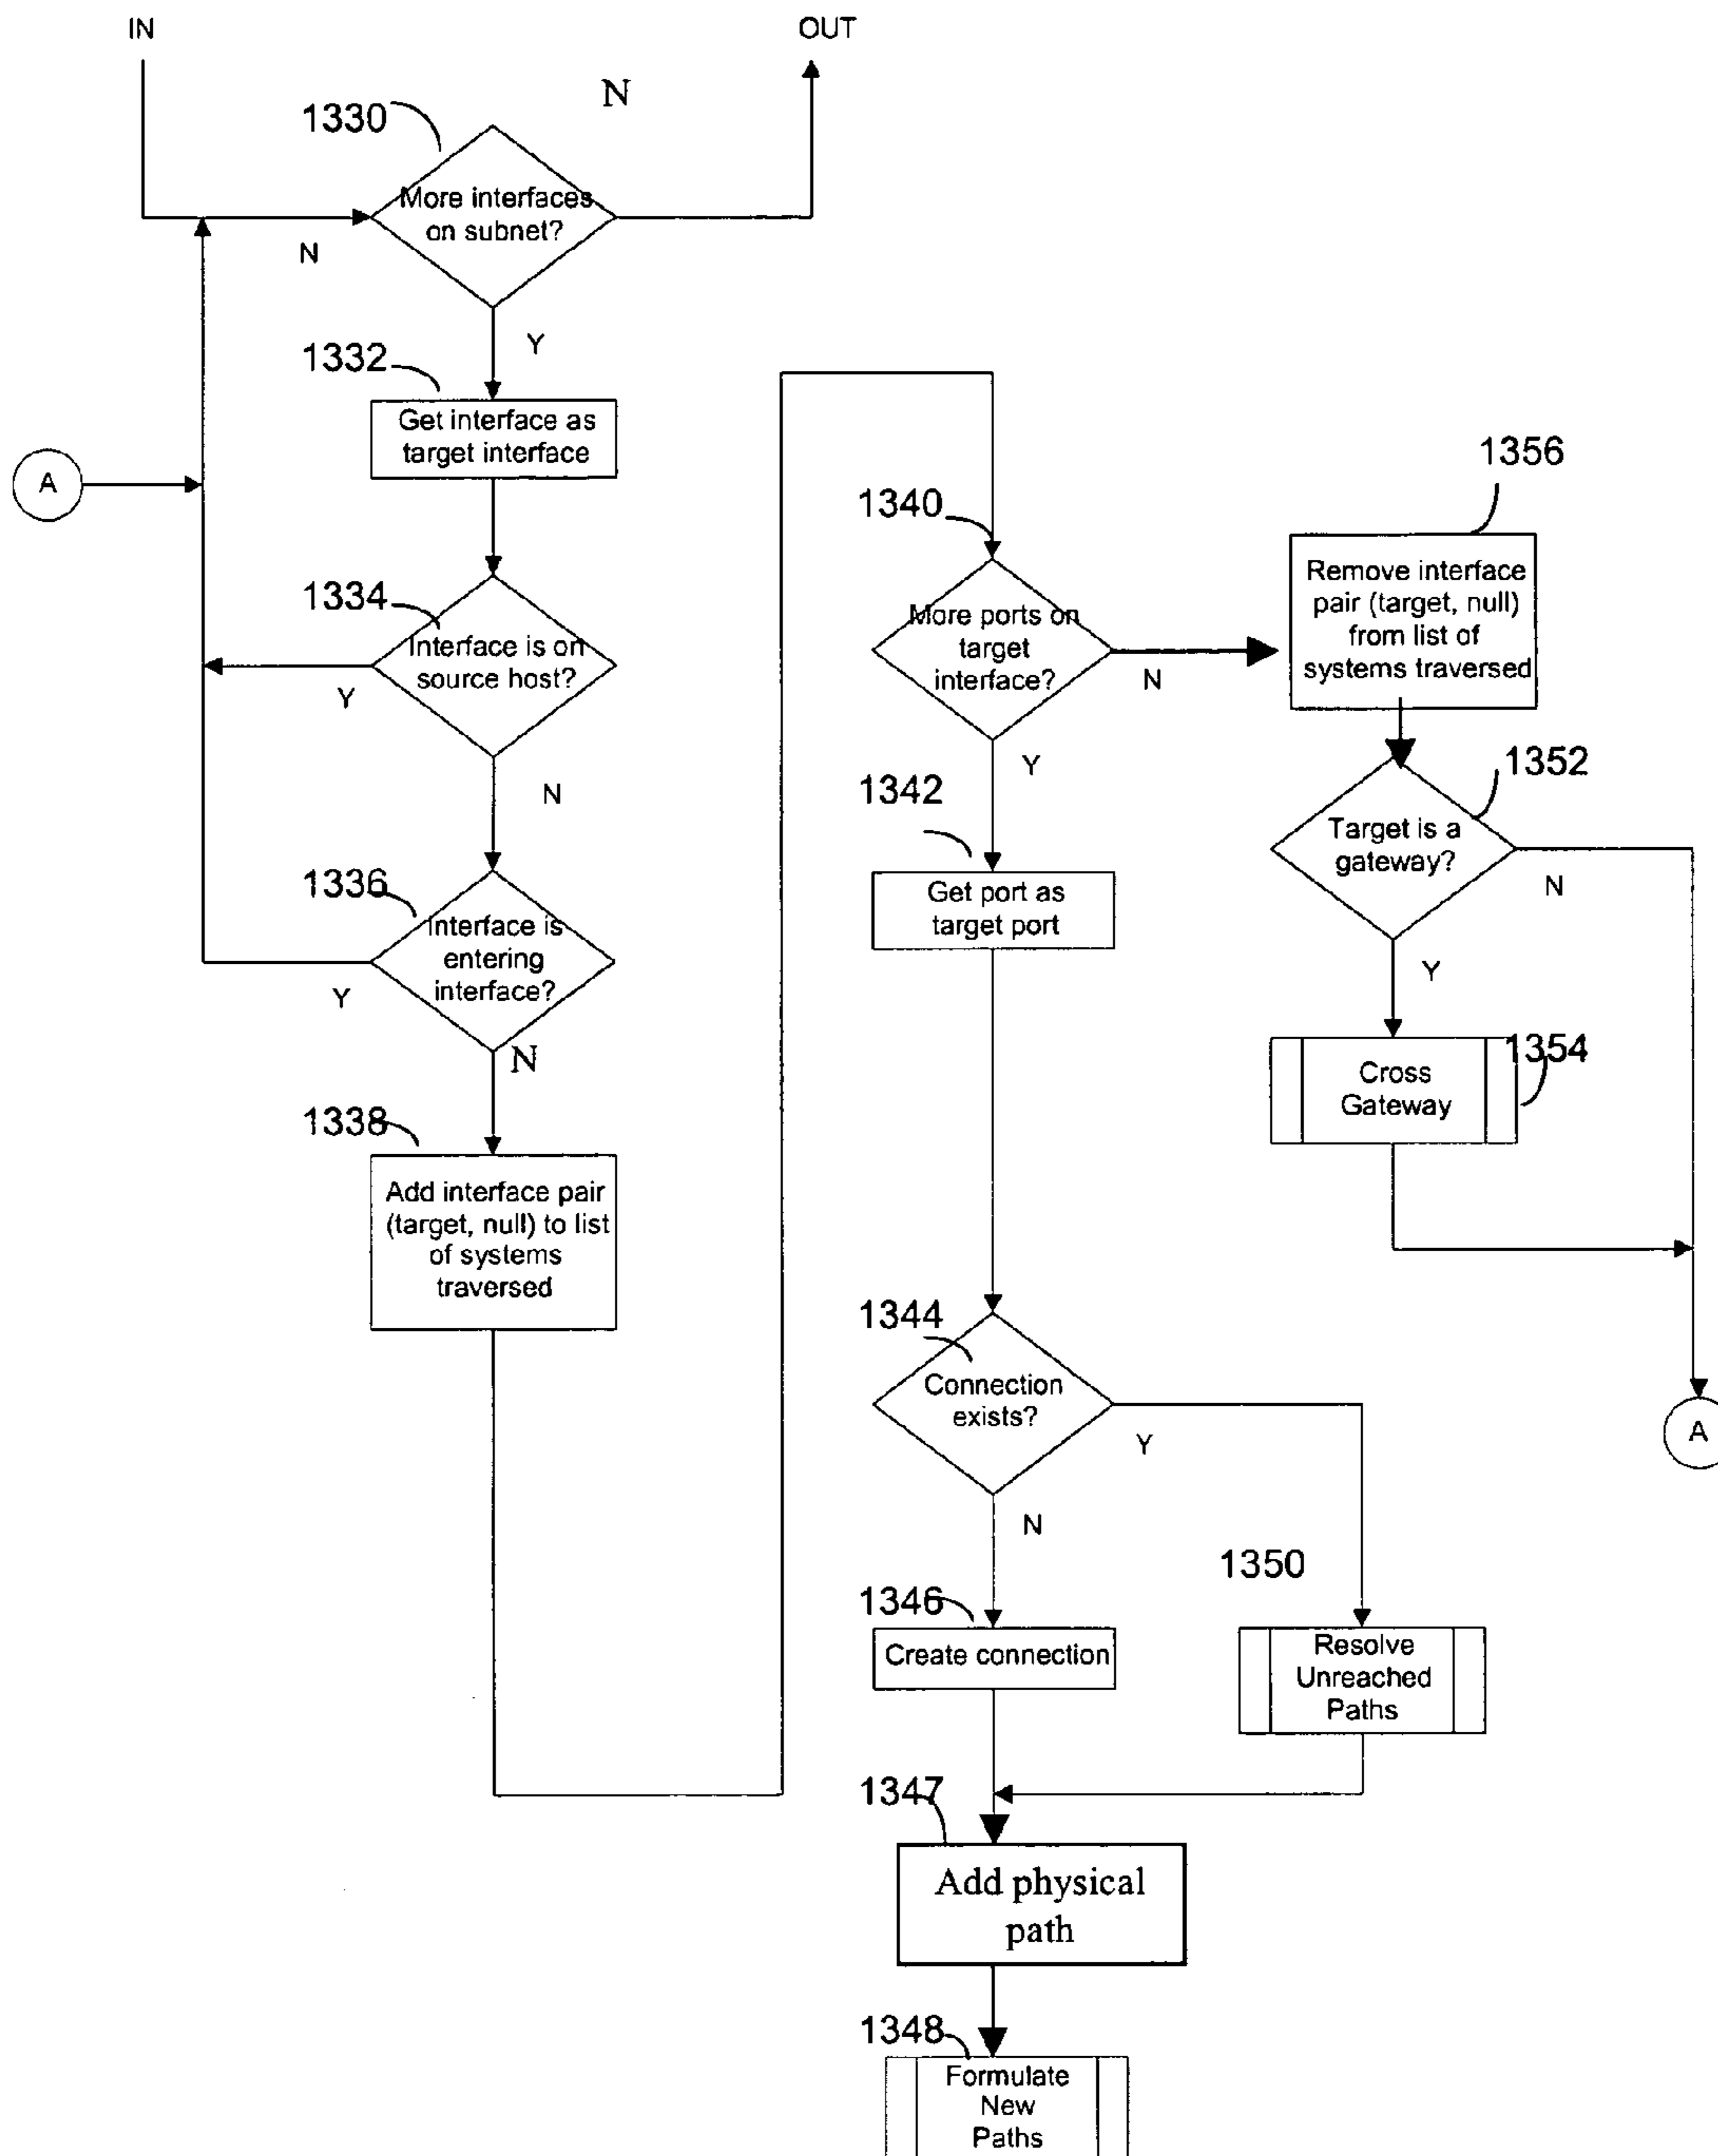 IN
OUT
N
1330
More interfaces
on subnet?
N
Y
1332
Get interface as
target interface
A
1334
Interface is on
source host?
Y
N
1336
Interface is
entering
interface?
Y
N
1338
Add interface pair
(target, null) to list
of systems
traversed
1340
More ports on
target
interface?
N
Y
1356
Remove interface
pair (target, null)
from list of
systems traversed
1352
Target is a
gateway?
N
Y
1354
Cross
Gateway
A
1342
Get port as
target port
1344
Connection
exists?
Y
N
1346
Create connection
1350
Resolve
Unreached
Paths
1347
Add physical
path
1348
Formulate
New
Paths